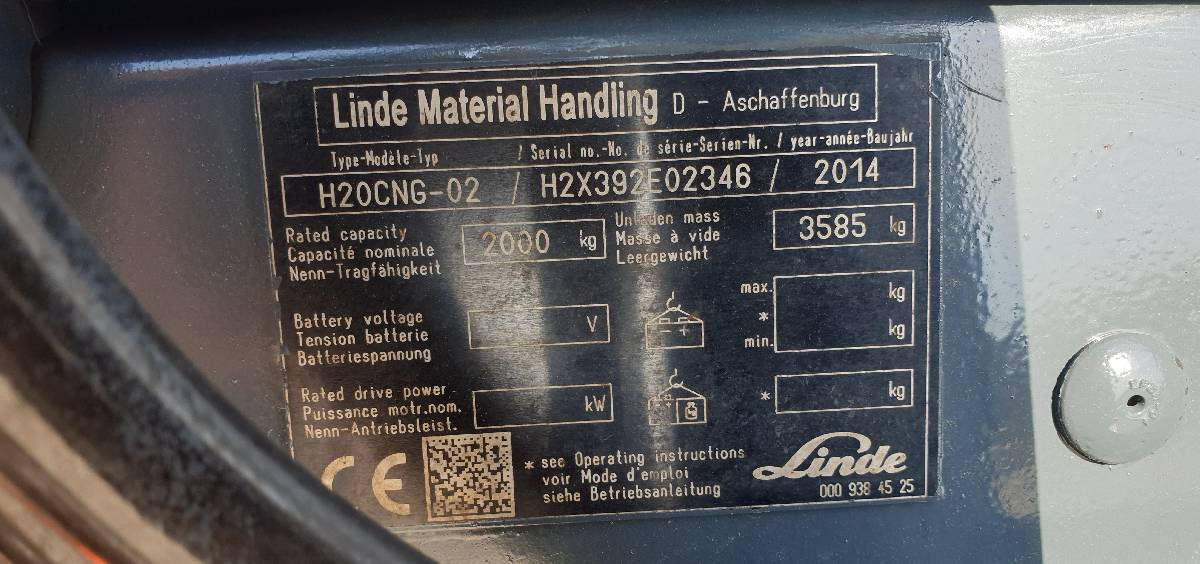 Linde Material Handling D - Aschaffenburg
Type-Modèle-Typ / Serial no.-No. de série-Serien-Nr. / year-année-Baujahr
H20CNG-02 / H2X392E02346 / 2014
Rated capacity
Capacité nominale
Nenn-Tragfähigkeit
2000 kg
Unladen mass
Masse à vide
Leergewicht
3585 kg
Battery voltage
Tension batterie
Batteriespannung
V
max. kg
*
min. kg
Rated drive power
Puissance motr.nom.
Nenn-Antriebsleist.
kW
* kg
CE
* see Operating instructions
voir Mode d'emploi
siehe Betriebsanleitung
Linde
000 938 45 25